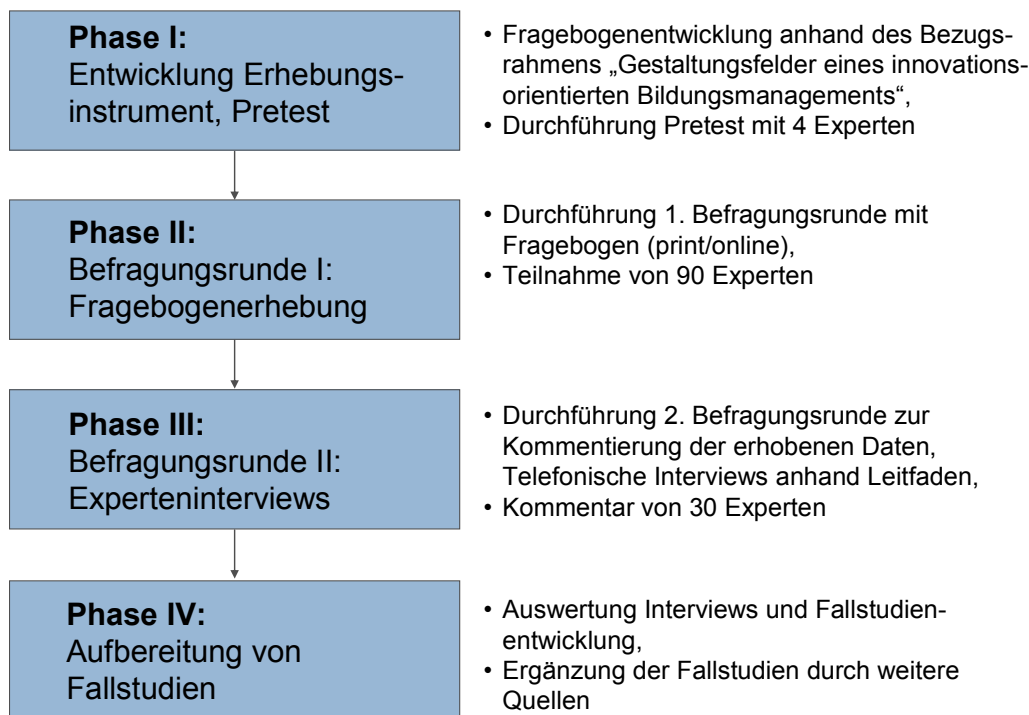 Phase I:
Entwicklung Erhebungs-
instrument, Pretest
• Fragebogenentwicklung anhand des Bezugs-
rahmens „Gestaltungsfelder eines innovations-
orientierten Bildungsmanagements“,
• Durchführung Pretest mit 4 Experten
Phase II:
Befragungsrunde I:
Fragebogenerhebung
• Durchführung 1. Befragungsrunde mit
Fragebogen (print/online),
• Teilnahme von 90 Experten
Phase III:
Befragungsrunde II:
Experteninterviews
• Durchführung 2. Befragungsrunde zur
Kommentierung der erhobenen Daten,
Telefonische Interviews anhand Leitfaden,
• Kommentar von 30 Experten
Phase IV:
Aufbereitung von
Fallstudien
• Auswertung Interviews und Fallstudien-
entwicklung,
• Ergänzung der Fallstudien durch weitere
Quellen